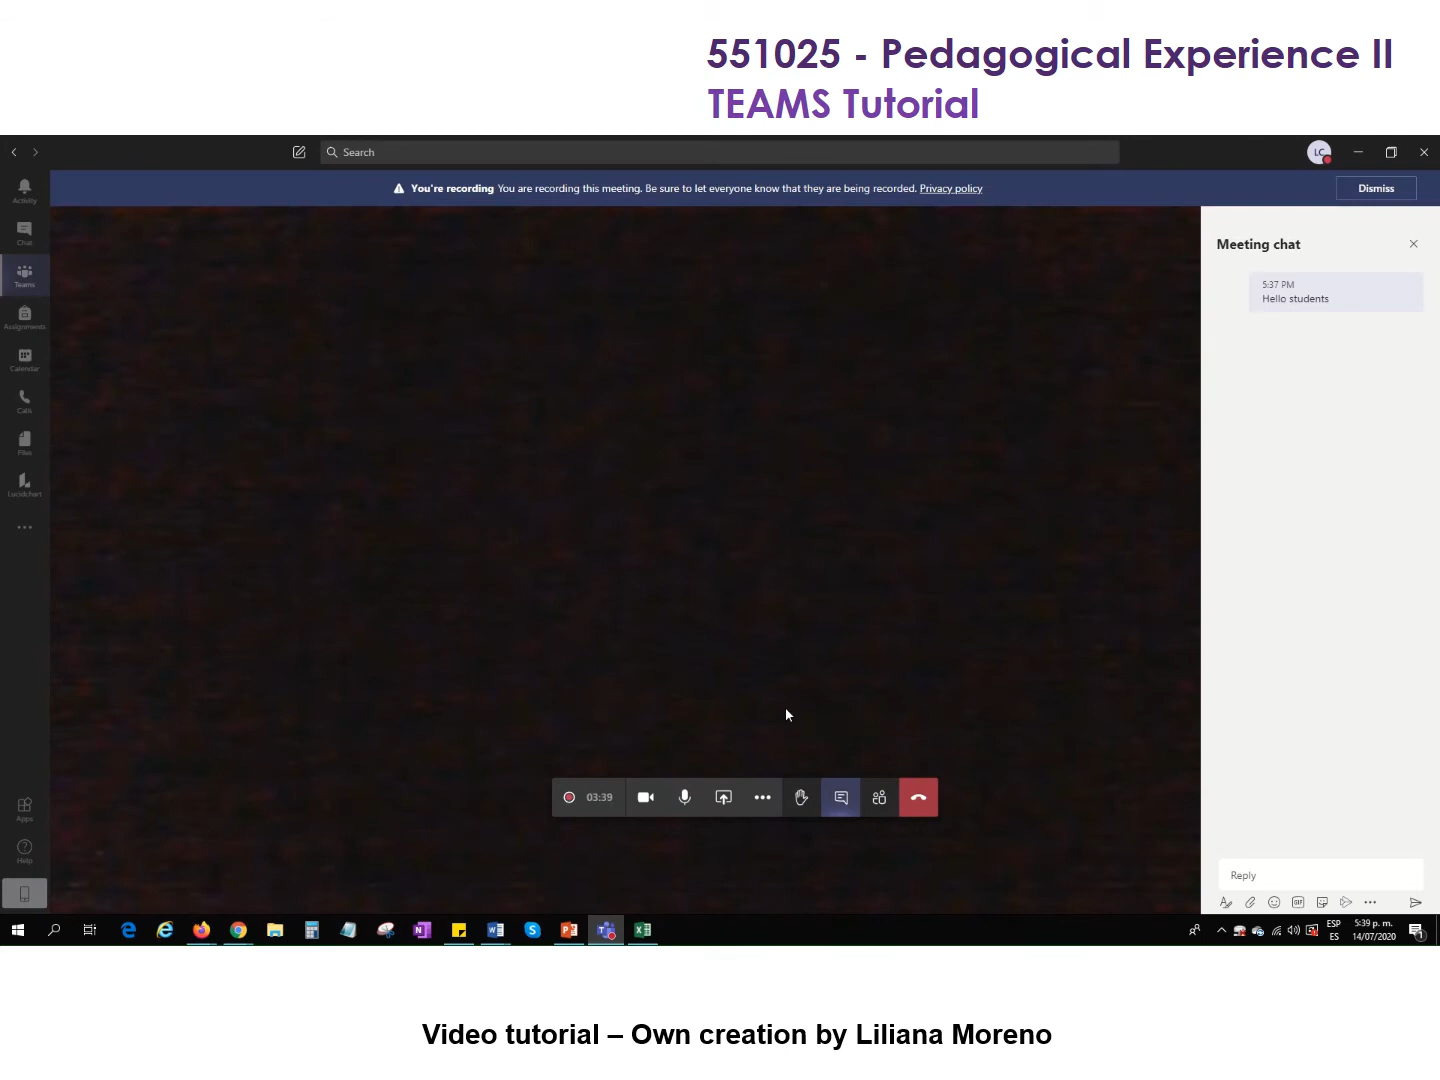 551025 - Pedagogical Experience II
TEAMS Tutorial
Search
LC
You're recording You are recording this meeting. Be sure to let everyone know that they are being recorded. Privacy policy
Dismiss
Activity
Chat
Teams
Assignments
Calendar
Calls
Files
Lucidchart
Apps
Help
Meeting chat
5:37 PM
Hello students
03:39
Reply
GIF
ESP
ES
5:39 p. m.
14/07/2020
1
Video tutorial – Own creation by Liliana Moreno